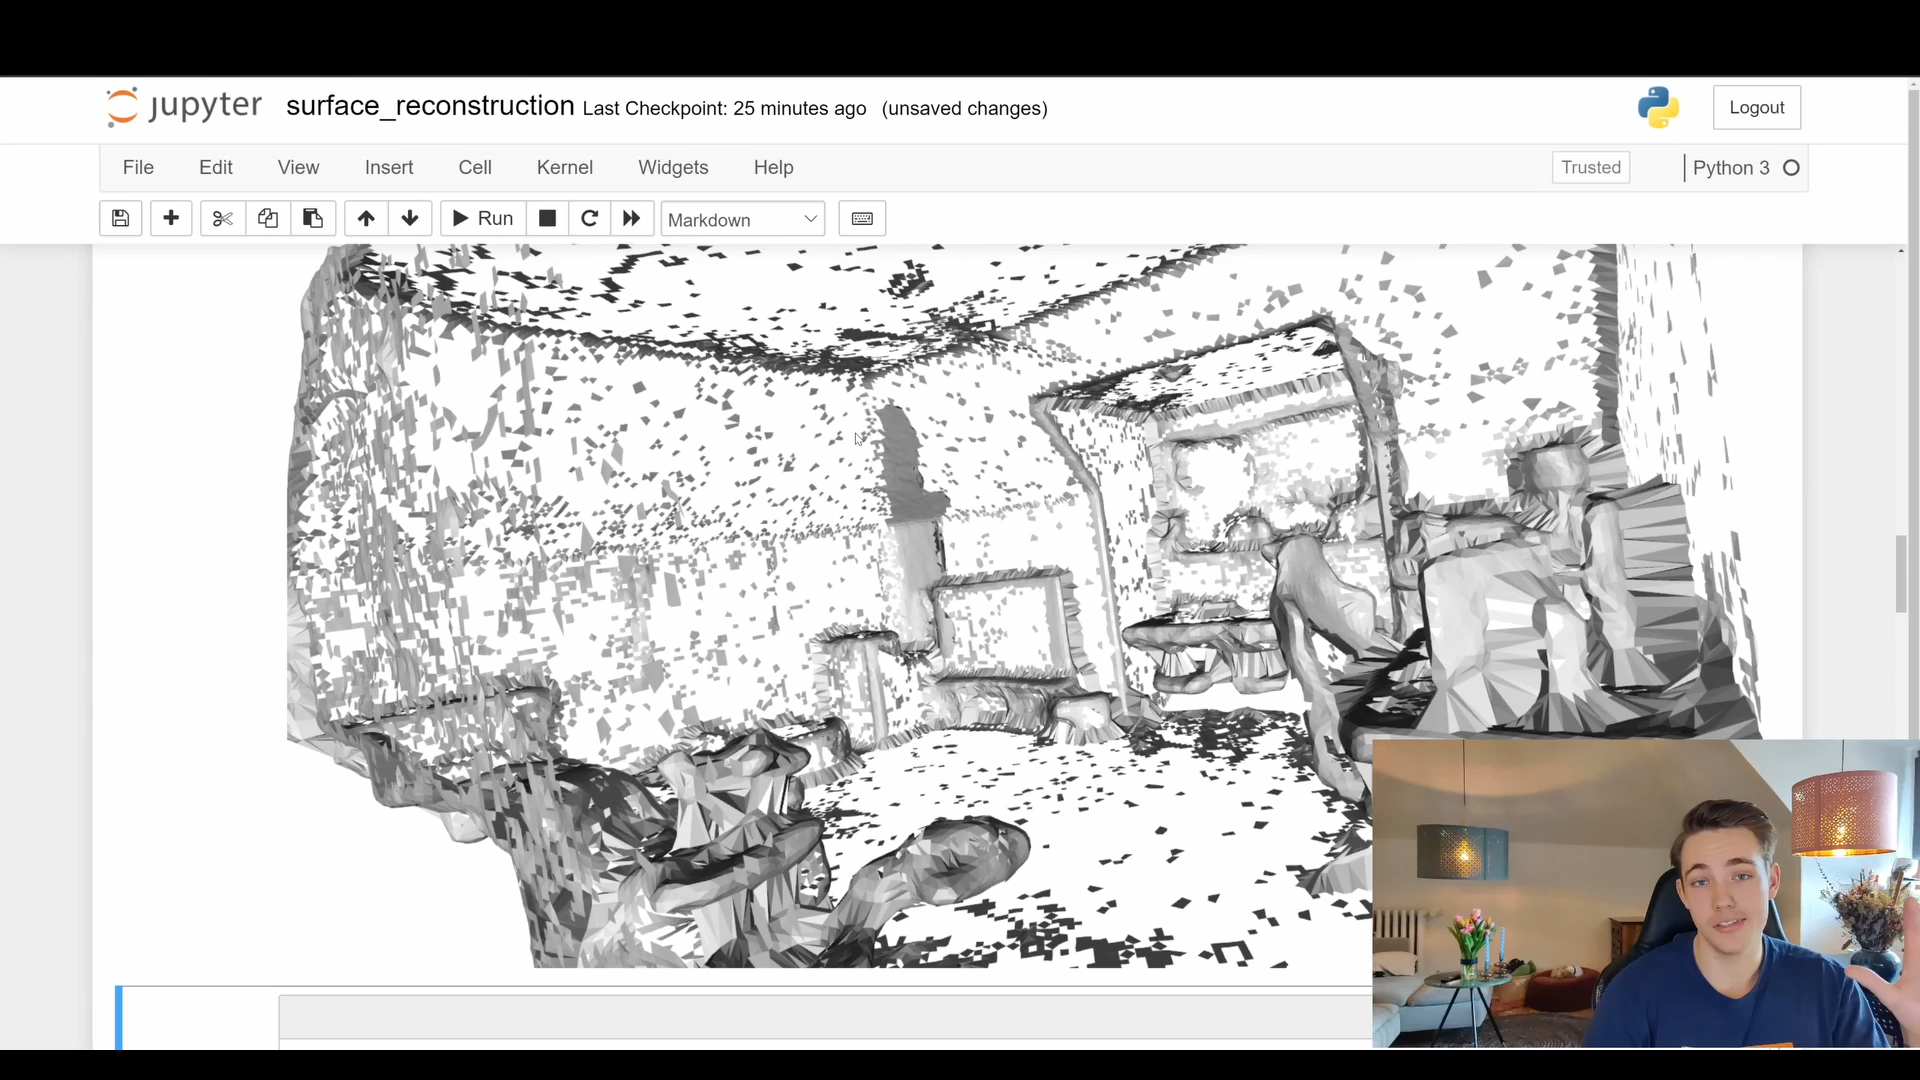 jupyter surface_reconstruction Last Checkpoint: 25 minutes ago (unsaved changes)
Logout
File Edit View Insert Cell Kernel Widgets Help
Trusted Python 3
Run Markdown